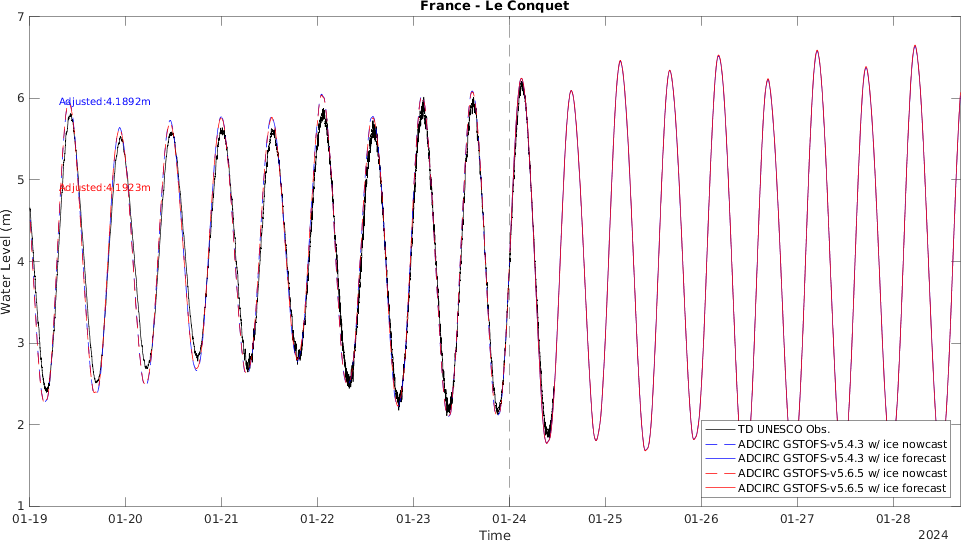 France - Le Conquet
7
6
5
4
3
2
1
Water Level (m)
Adjusted:4.1892m
Adjusted:4.1923m
TD UNESCO Obs.
ADCIRC GSTOFS-v5.4.3 w/ ice nowcast
ADCIRC GSTOFS-v5.4.3 w/ ice forecast
ADCIRC GSTOFS-v5.6.5 w/ ice nowcast
ADCIRC GSTOFS-v5.6.5 w/ ice forecast
01-19 01-20 01-21 01-22 01-23 01-24 01-25 01-26 01-27 01-28
Time
2024